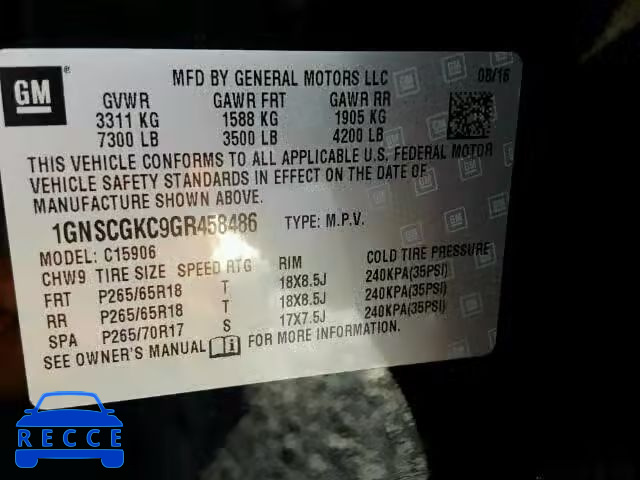 GM ®
MFD BY GENERAL MOTORS LLC 08/16
GVWR GAWR FRT GAWR RR
3311 KG 1588 KG 1905 KG
7300 LB 3500 LB 4200 LB
THIS VEHICLE CONFORMS TO ALL APPLICABLE U.S. FEDERAL MOTOR
VEHICLE SAFETY STANDARDS IN EFFECT ON THE DATE OF
MANUFACTURE SHOWN ABOVE.
1GNSCGKC9GR458486 TYPE: M.P.V.
MODEL: C15906
CHW9 TIRE SIZE SPEED RTG RIM COLD TIRE PRESSURE
FRT P265/65R18 T 18X8.5J 240KPA(35PSI)
RR P265/65R18 T 18X8.5J 240KPA(35PSI)
SPA P265/70R17 S 17X7.5J 240KPA(35PSI)
SEE OWNER'S MANUAL FOR MORE INFORMATION.
RECCE